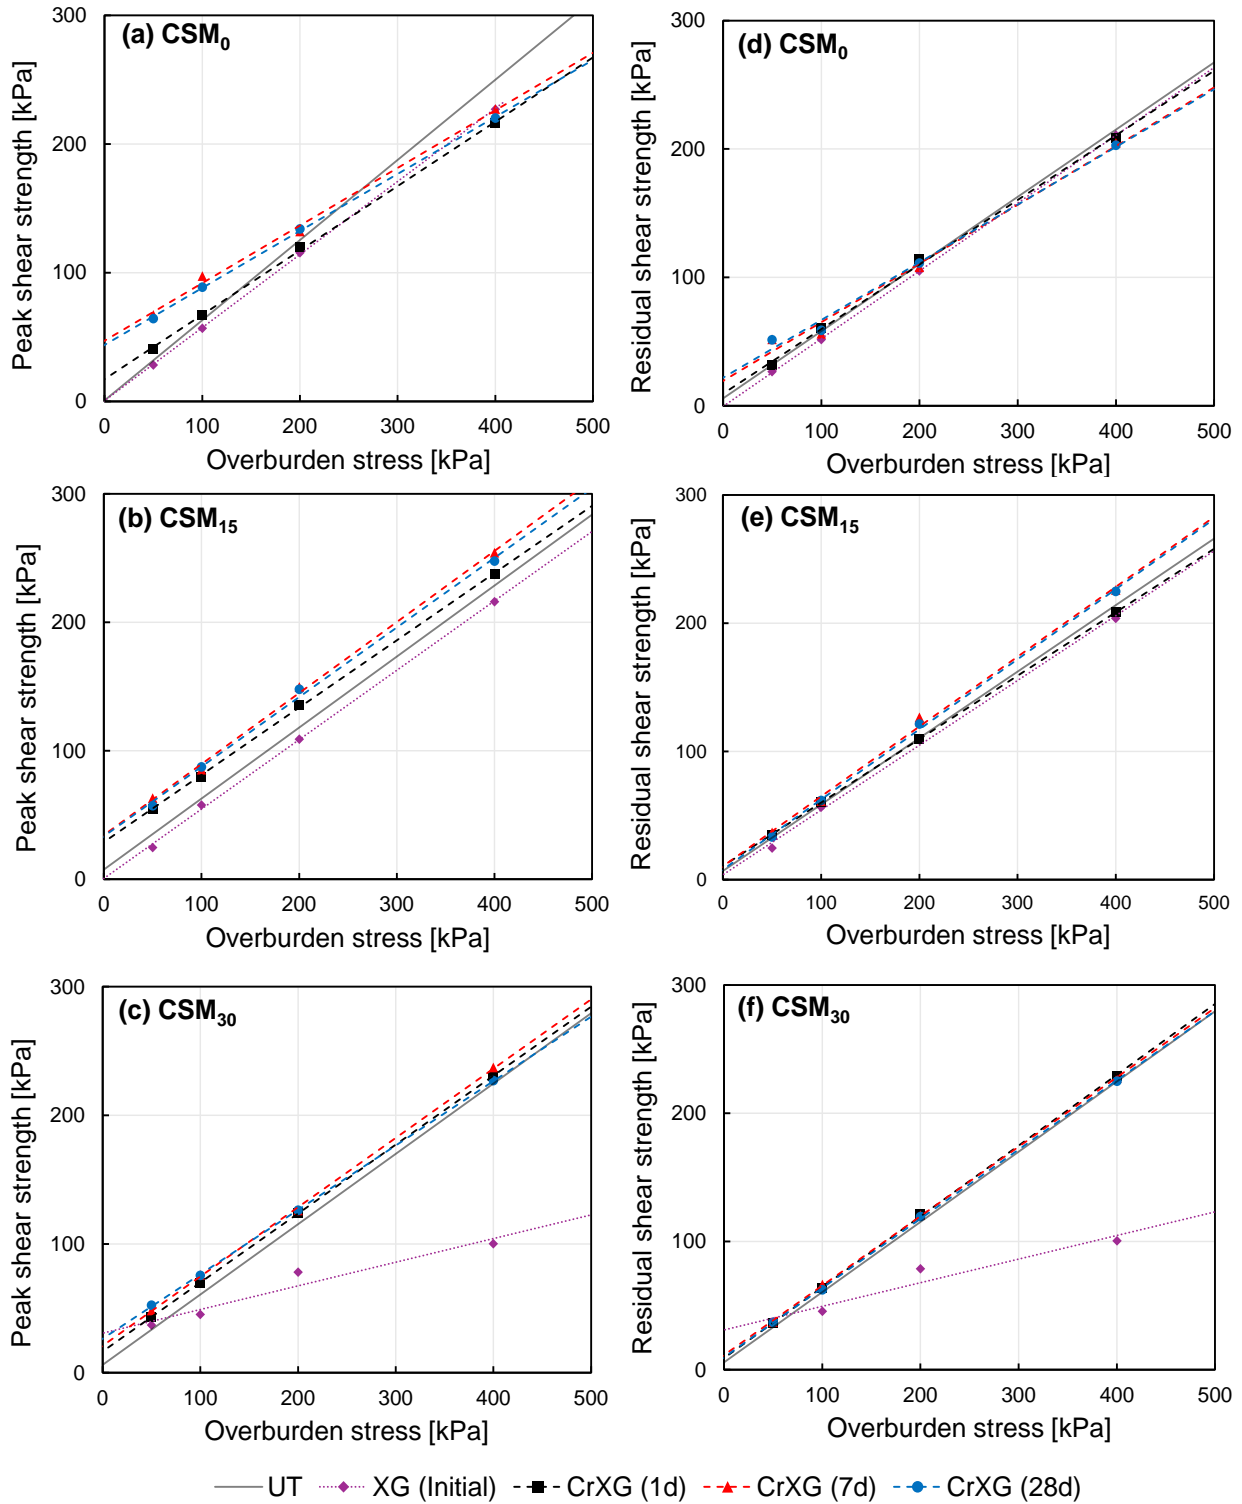 (a) CSM0
Peak shear strength [kPa]
300
200
100
0
0 100 200 300 400 500
Overburden stress [kPa]
(d) CSM0
Residual shear strength [kPa]
300
200
100
0
0 100 200 300 400 500
Overburden stress [kPa]
(b) CSM15
Peak shear strength [kPa]
300
200
100
0
0 100 200 300 400 500
Overburden stress [kPa]
(e) CSM15
Residual shear strength [kPa]
300
200
100
0
0 100 200 300 400 500
Overburden stress [kPa]
(c) CSM30
Peak shear strength [kPa]
300
200
100
0
0 100 200 300 400 500
Overburden stress [kPa]
(f) CSM30
Residual shear strength [kPa]
300
200
100
0
0 100 200 300 400 500
Overburden stress [kPa]
UT XG (Initial) CrXG (1d) CrXG (7d) CrXG (28d)